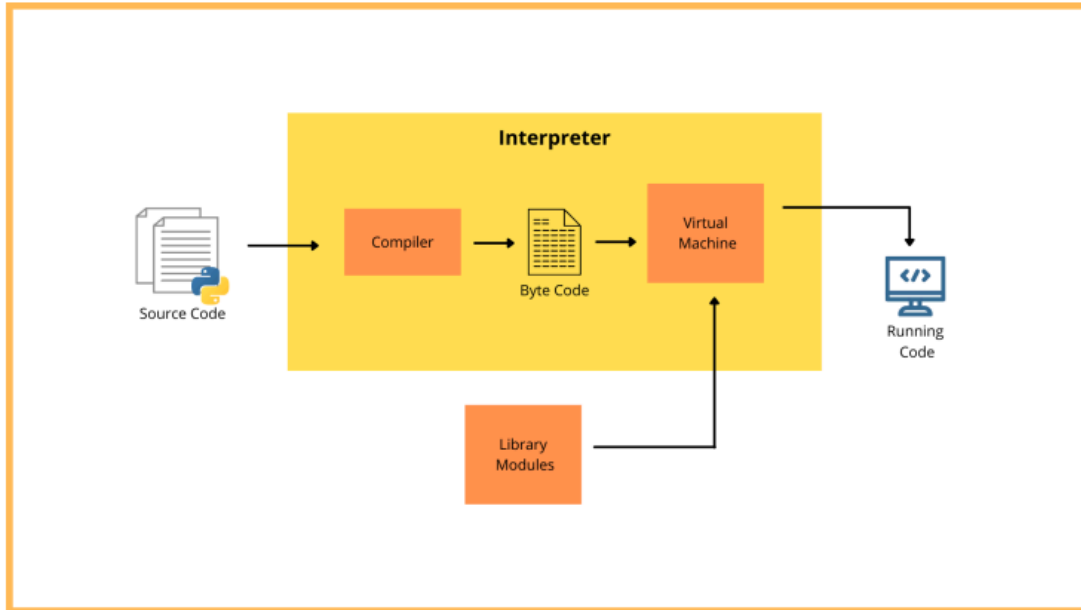 Interpreter
Source Code
Compiler
Byte Code
Virtual
Machine
Running
Code
Library
Modules